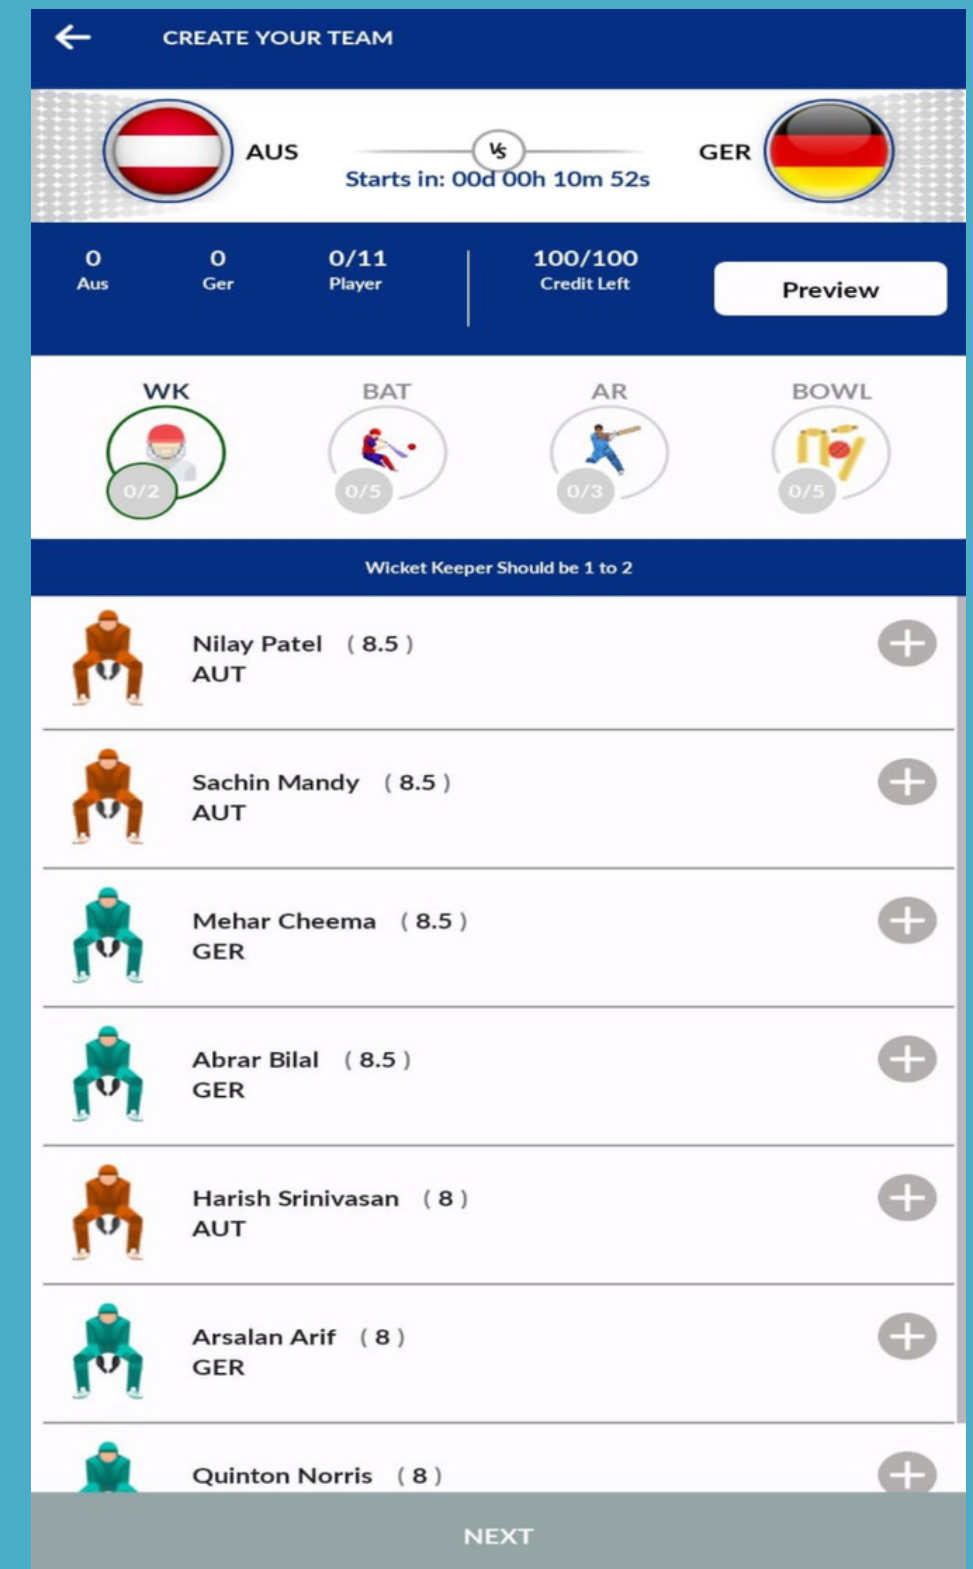 CREATE YOUR TEAM
AUS
VS
GER
Starts in: 00d 00h 10m 52s
0
0
0/11
100/100
Aus
Ger
Player
Credit Left
Preview
WK
BAT
AR
BOWL
0/2
0/5
0/3
0/5
Wicket Keeper Should be 1 to 2
Nilay Patel ( 8.5 )
AUT
Sachin Mandy ( 8.5 )
AUT
Mehar Cheema ( 8.5 )
GER
Abrar Bilal ( 8.5 )
GER
Harish Srinivasan ( 8 )
AUT
Arsalan Arif ( 8 )
GER
Quinton Norris ( 8 )
NEXT